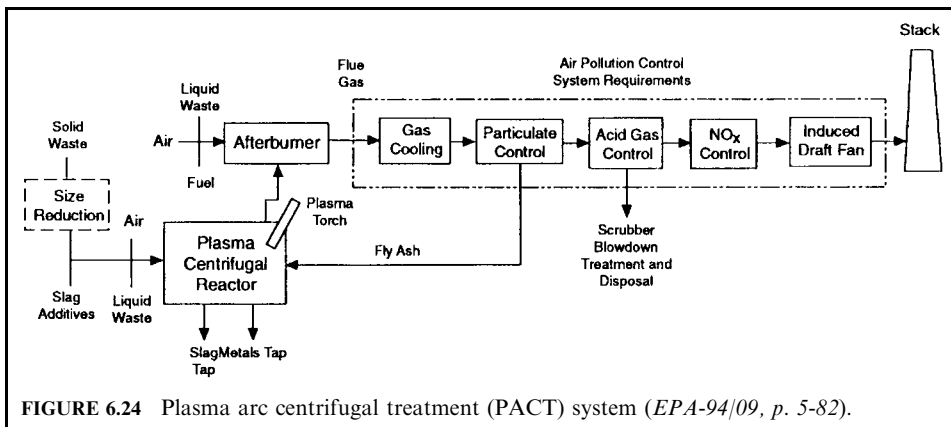 Stack
Flue
Gas
Air Pollution Control
System Requirements
Liquid
Waste
Solid
Waste
Air
Afterburner
Gas
Cooling
Particulate
Control
Acid Gas
Control
NOx
Control
Induced
Draft Fan
Fuel
Size
Reduction
Air
Plasma
Torch
Plasma
Centrifugal
Reactor
Fly Ash
Scrubber
Blowdown
Treatment and
Disposal
Slag
Additives
Liquid
Waste
SlagMetals Tap
Tap
FIGURE 6.24 Plasma arc centrifugal treatment (PACT) system (EPA-94/09, p. 5-82).